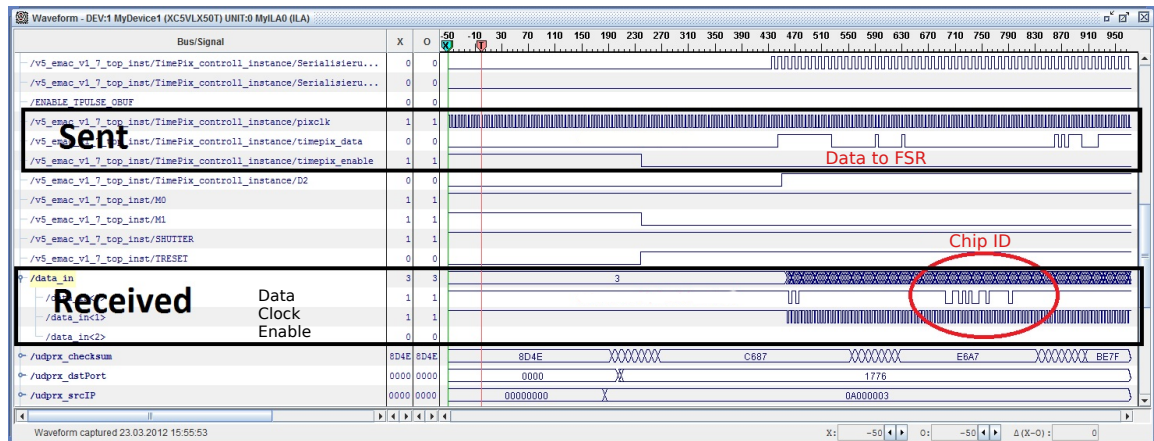 Waveform - DEV:1 MyDevice1 (XC5VLX50T) UNIT:0 MyILA0 (ILA)
Bus/Signal X O -50 -10 30 70 110 150 190 230 270 310 350 390 430 470 510 550 590 630 670 710 750 790 830 870 910 950
X T
/v5_emac_v1_7_top_inst/TimePix_controll_instance/Serialisieru... 0 0
/v5_emac_v1_7_top_inst/TimePix_controll_instance/Serialisieru... 0 0
/ENABLE_TPULSE_OBUF 0 0
/v5_emac_v1_7_top_inst/TimePix_controll_instance/pixclk 1 1
Sent
/v5_emac_v1_7_top_inst/TimePix_controll_instance/timepix_data 0 0
/v5_emac_v1_7_top_inst/TimePix_controll_instance/timepix_enable 1 1
Data to FSR
/v5_emac_v1_7_top_inst/TimePix_controll_instance/D2 0 0
/v5_emac_v1_7_top_inst/M0 1 1
/v5_emac_v1_7_top_inst/M1 1 1
/v5_emac_v1_7_top_inst/SHUTTER 1 1
Chip ID
/v5_emac_v1_7_top_inst/TRESET 0 0
/data_in 3 3 3
Received
1 1
Data
/data_in<1> 1 1
Clock
/data_in<2> 0 0
Enable
/udprx_checksum 8D4E 8D4E 8D4E C687 E6A7 BE7F
/udprx_dstPort 0000 0000 0000 1776
/udprx_srcIP 0000 0000 00000000 0A000003
Waveform captured 23.03.2012 15:55:53 X: -50 O: -50 Δ(X-O): 0